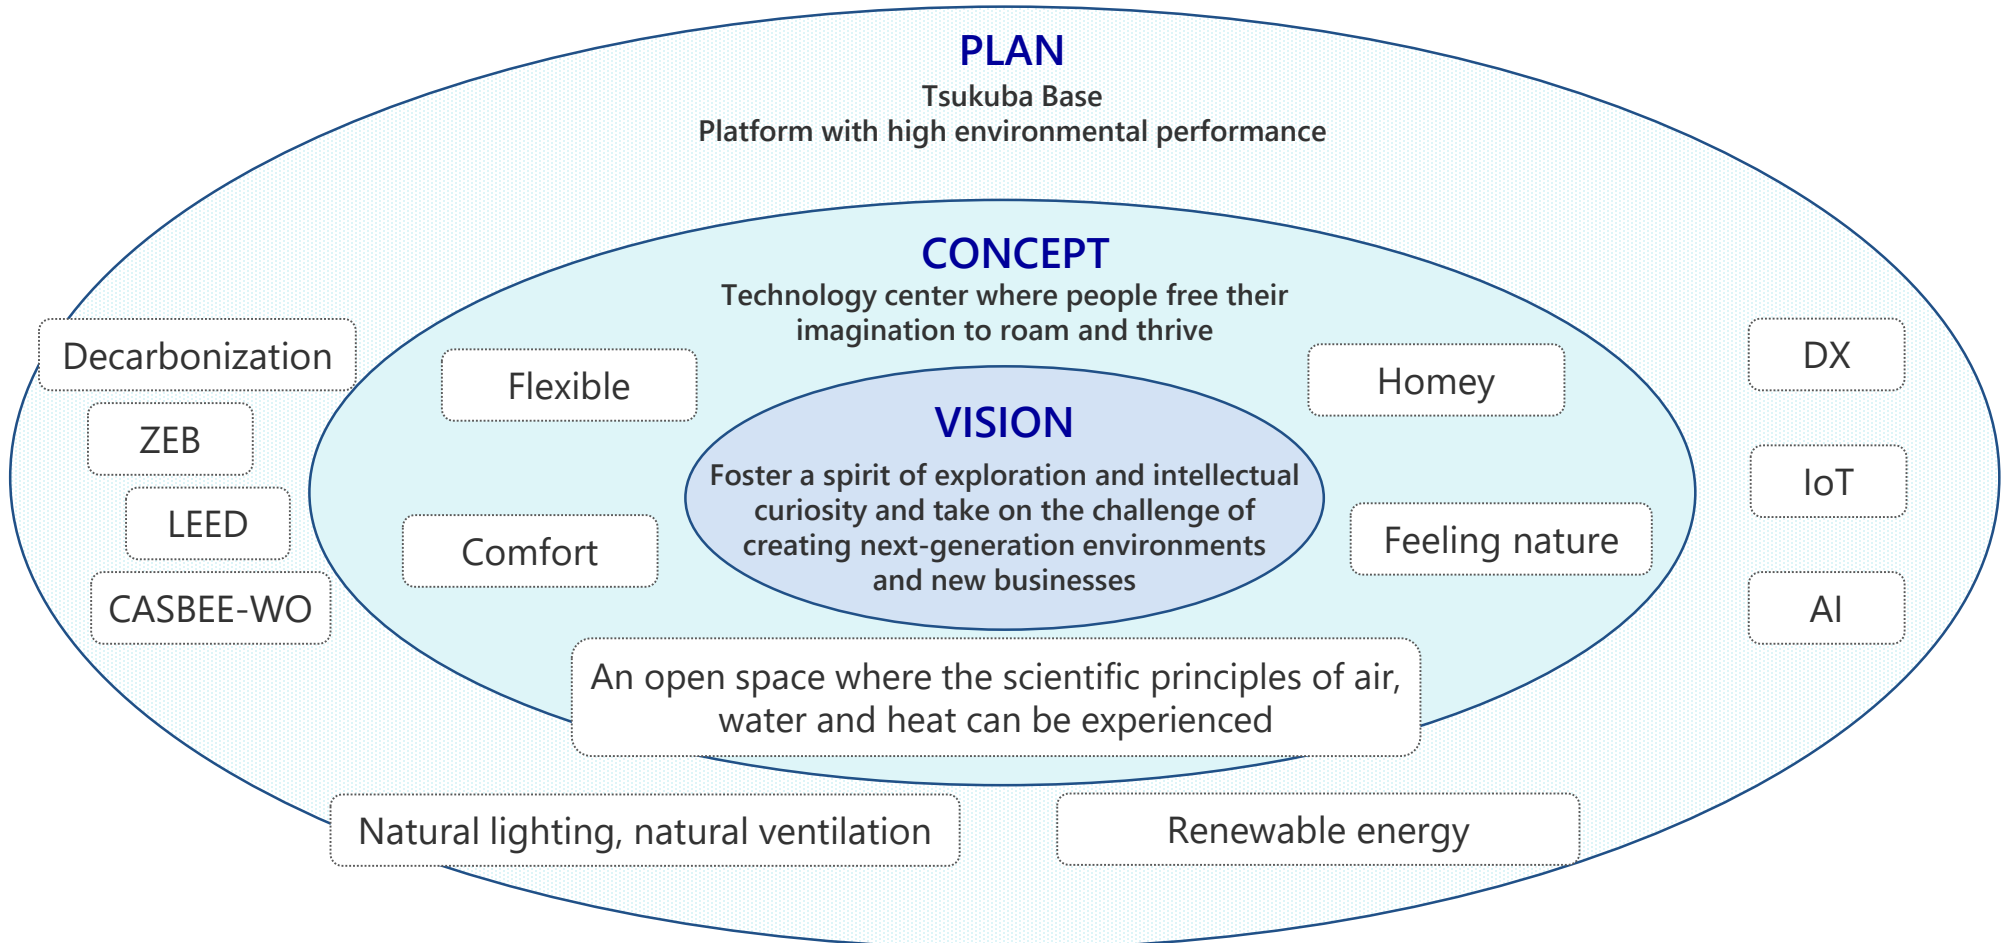 PLAN
Tsukuba Base
Platform with high environmental performance
CONCEPT
Technology center where people free their
imagination to roam and thrive
Decarbonization
ZEB
LEED
CASBEE-WO
Flexible
Comfort
VISION
Foster a spirit of exploration and intellectual
curiosity and take on the challenge of
creating next-generation environments
and new businesses
Homey
Feeling nature
DX
IoT
AI
An open space where the scientific principles of air,
water and heat can be experienced
Natural lighting, natural ventilation
Renewable energy